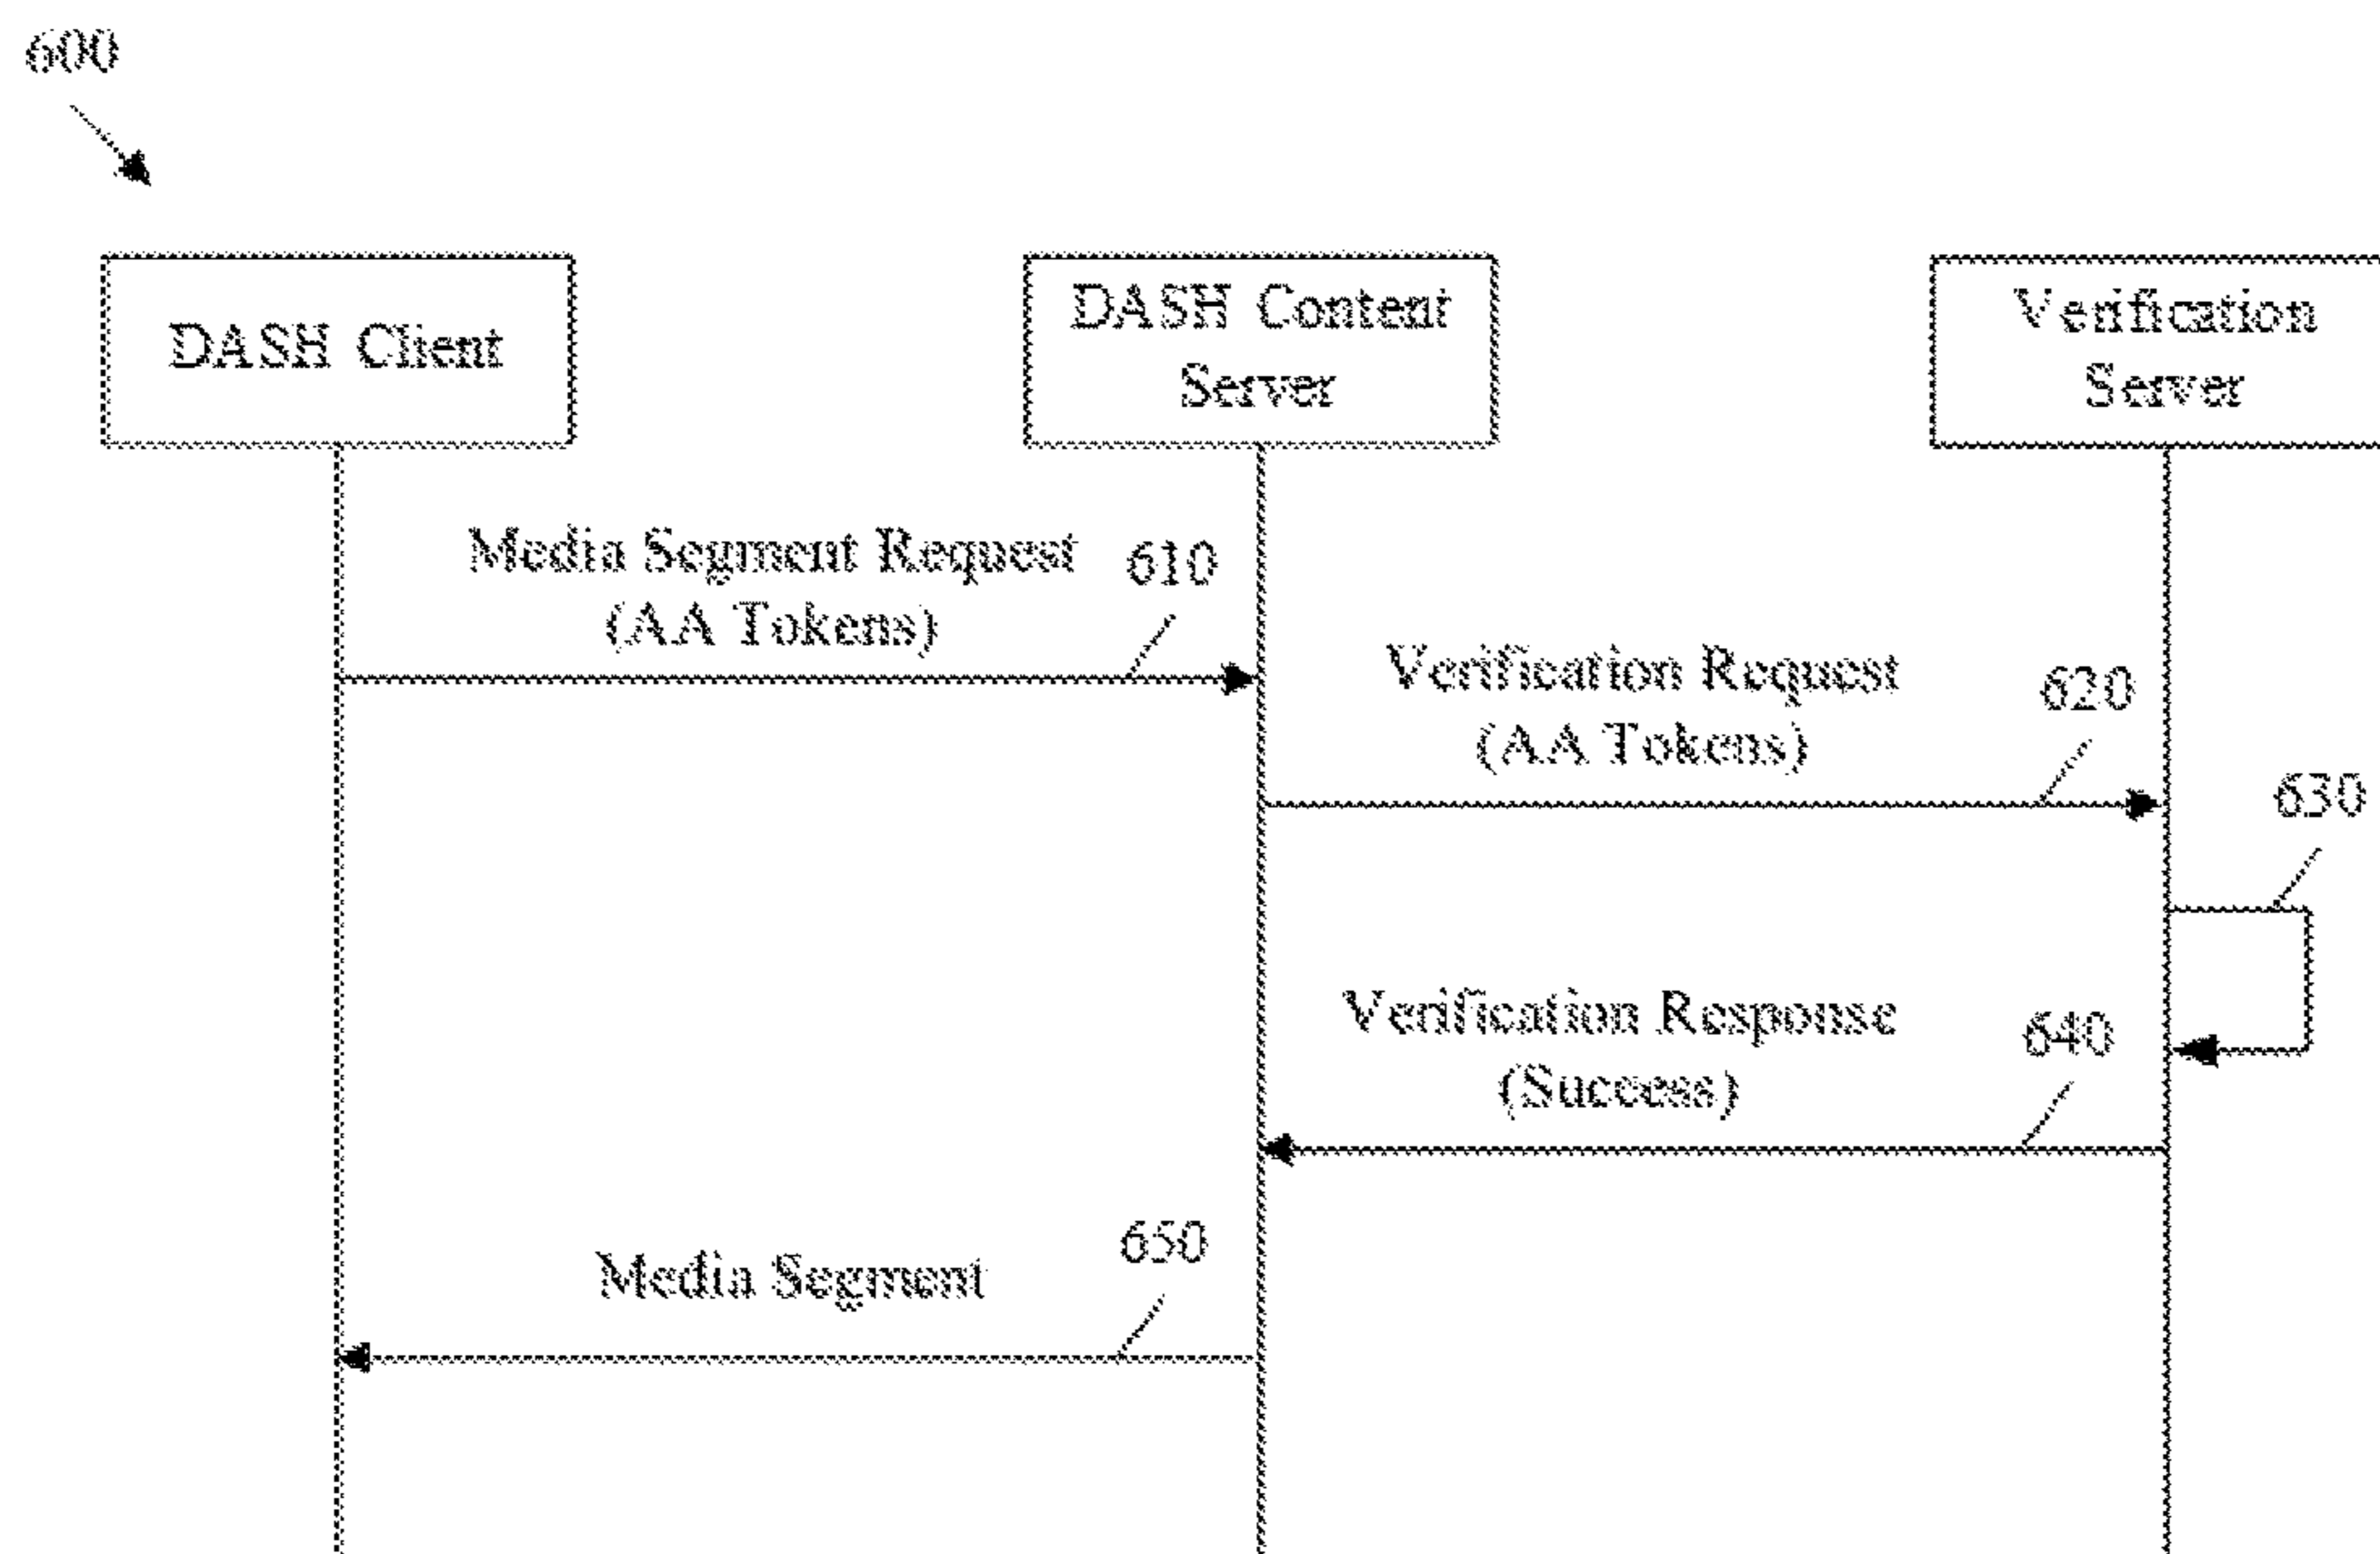 600
DASH Client
DASH Content
Server
Verification
Server
Media Segment Request
(AA Tokens)
610
Verification Request
(AA Tokens)
620
630
Verification Response
(Success)
640
Media Segment
650